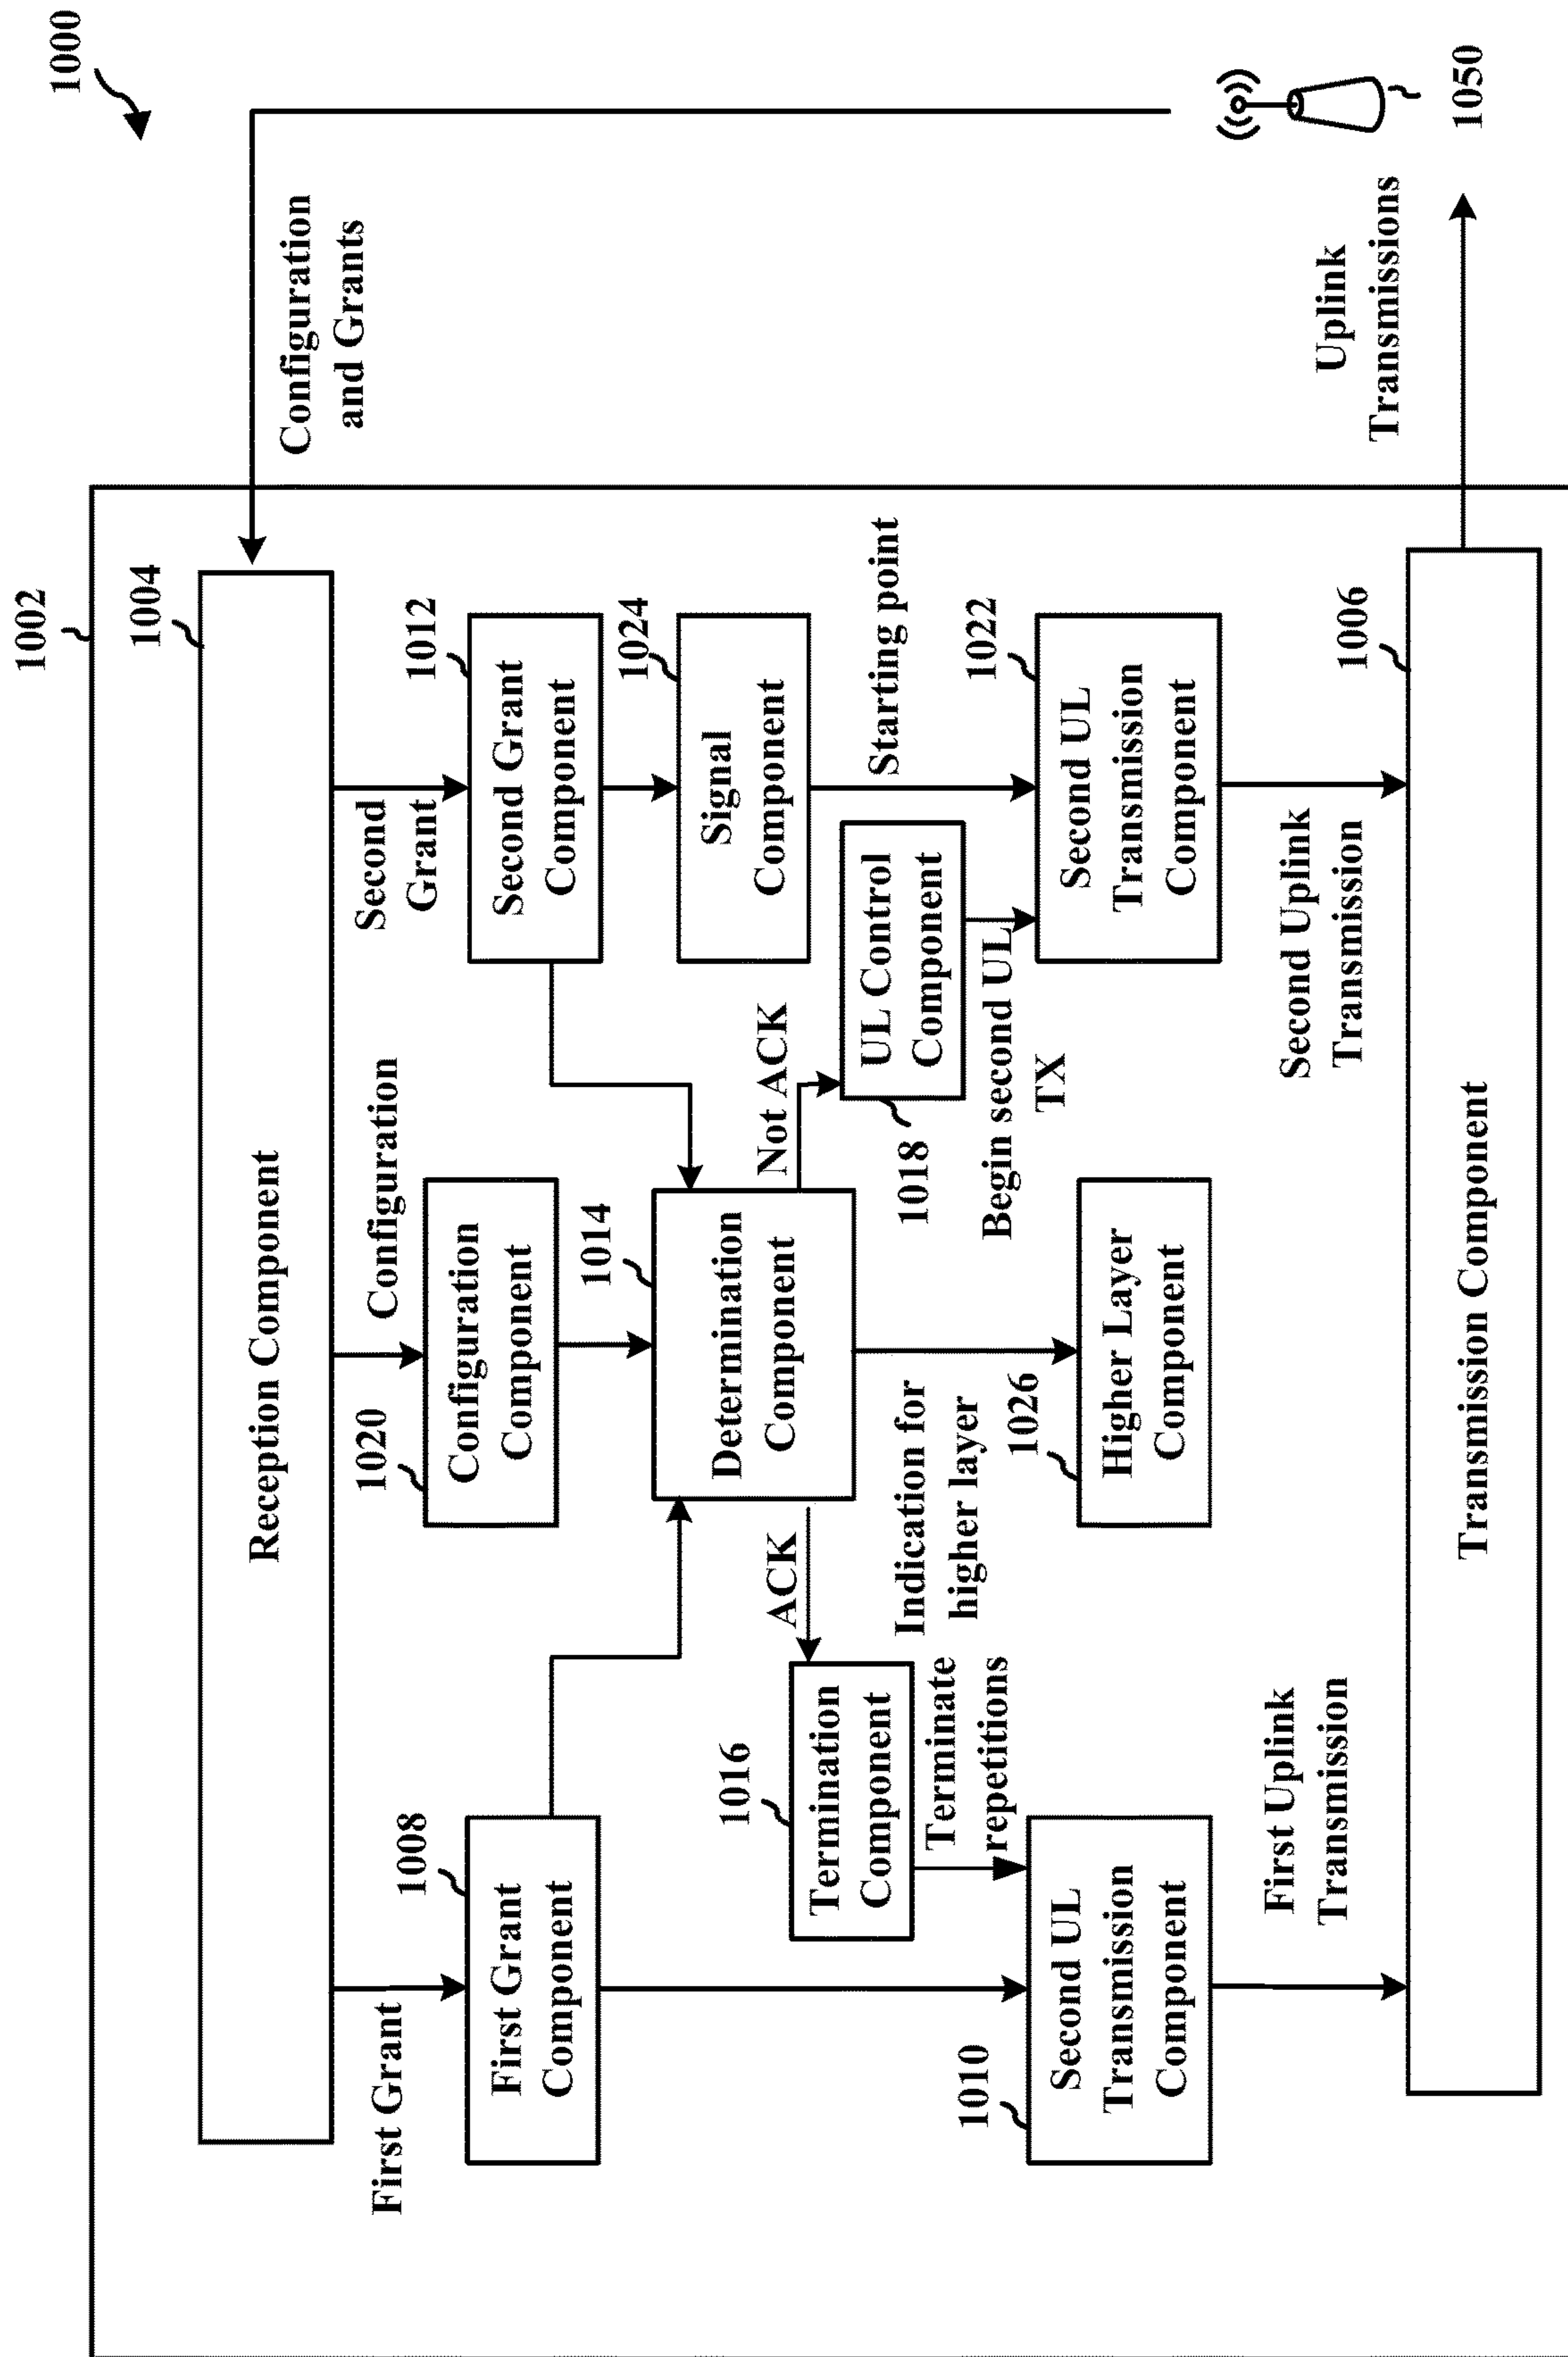 1000
1002
1004
Reception Component
Configuration
and Grants
First Grant
Configuration
Second
Grant
1008
First Grant
Component
1020
Configuration
Component
1012
Second Grant
Component
1014
Determination
Component
1024
Signal
Component
ACK
Not ACK
1016
Termination
Component
1018
UL Control
Component
Starting point
Terminate
repetitions
Indication for
higher layer
Begin second UL
TX
1010
Second UL
Transmission
Component
1026
Higher Layer
Component
1022
Second UL
Transmission
Component
First Uplink
Transmission
Second Uplink
Transmission
1006
Transmission Component
Uplink
Transmissions
1050